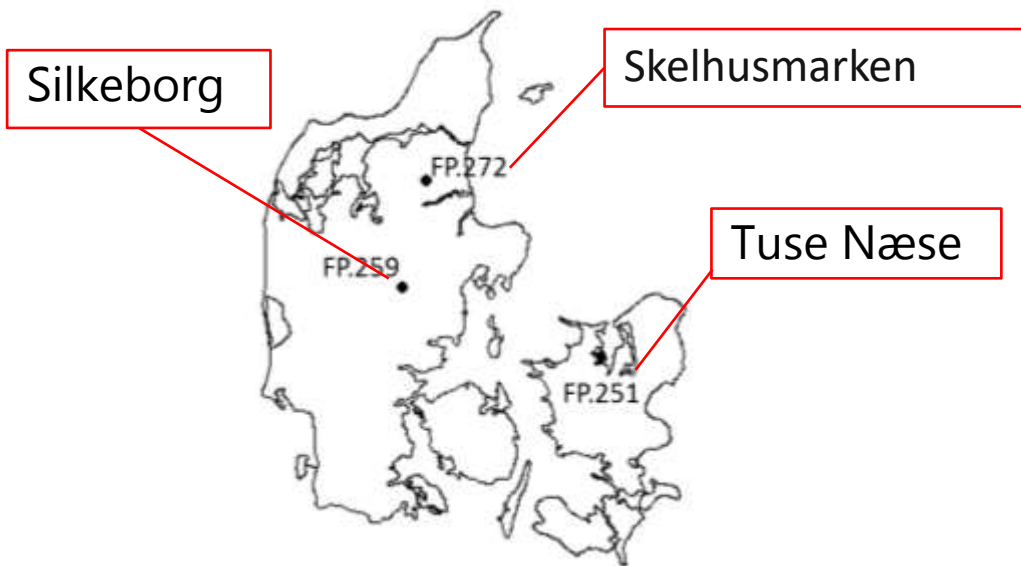 Silkeborg
Skelhusmarken
FP.272
Tuse Næse
FP.259
FP.251